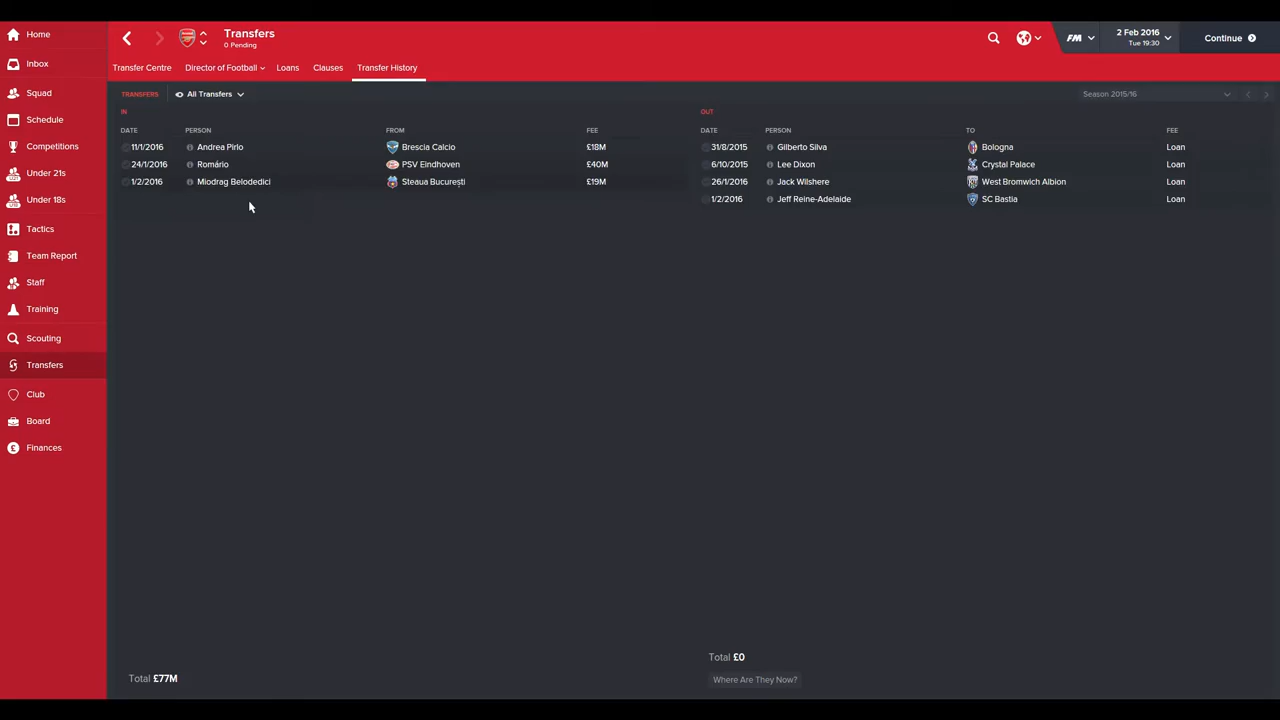 Home
Inbox
Squad
Schedule
Competitions
Under 21s
Under 18s
Tactics
Team Report
Staff
Training
Scouting
Transfers
Club
Board
Finances
Transfers
0 Pending
FM
2 Feb 2016
Tue 19:30
Continue
Transfer Centre Director of Football Loans Clauses Transfer History
TRANSFERS All Transfers Season 2015/16
IN
DATE PERSON FROM FEE
11/1/2016 Andrea Pirlo Brescia Calcio £18M
24/1/2016 Romário PSV Eindhoven £40M
1/2/2016 Miodrag Belodedici Steaua București £19M
Total £77M
OUT
DATE PERSON TO FEE
31/8/2015 Gilberto Silva Bologna Loan
6/10/2015 Lee Dixon Crystal Palace Loan
26/1/2016 Jack Wilshere West Bromwich Albion Loan
1/2/2016 Jeff Reine-Adelaide SC Bastia Loan
Total £0
Where Are They Now?